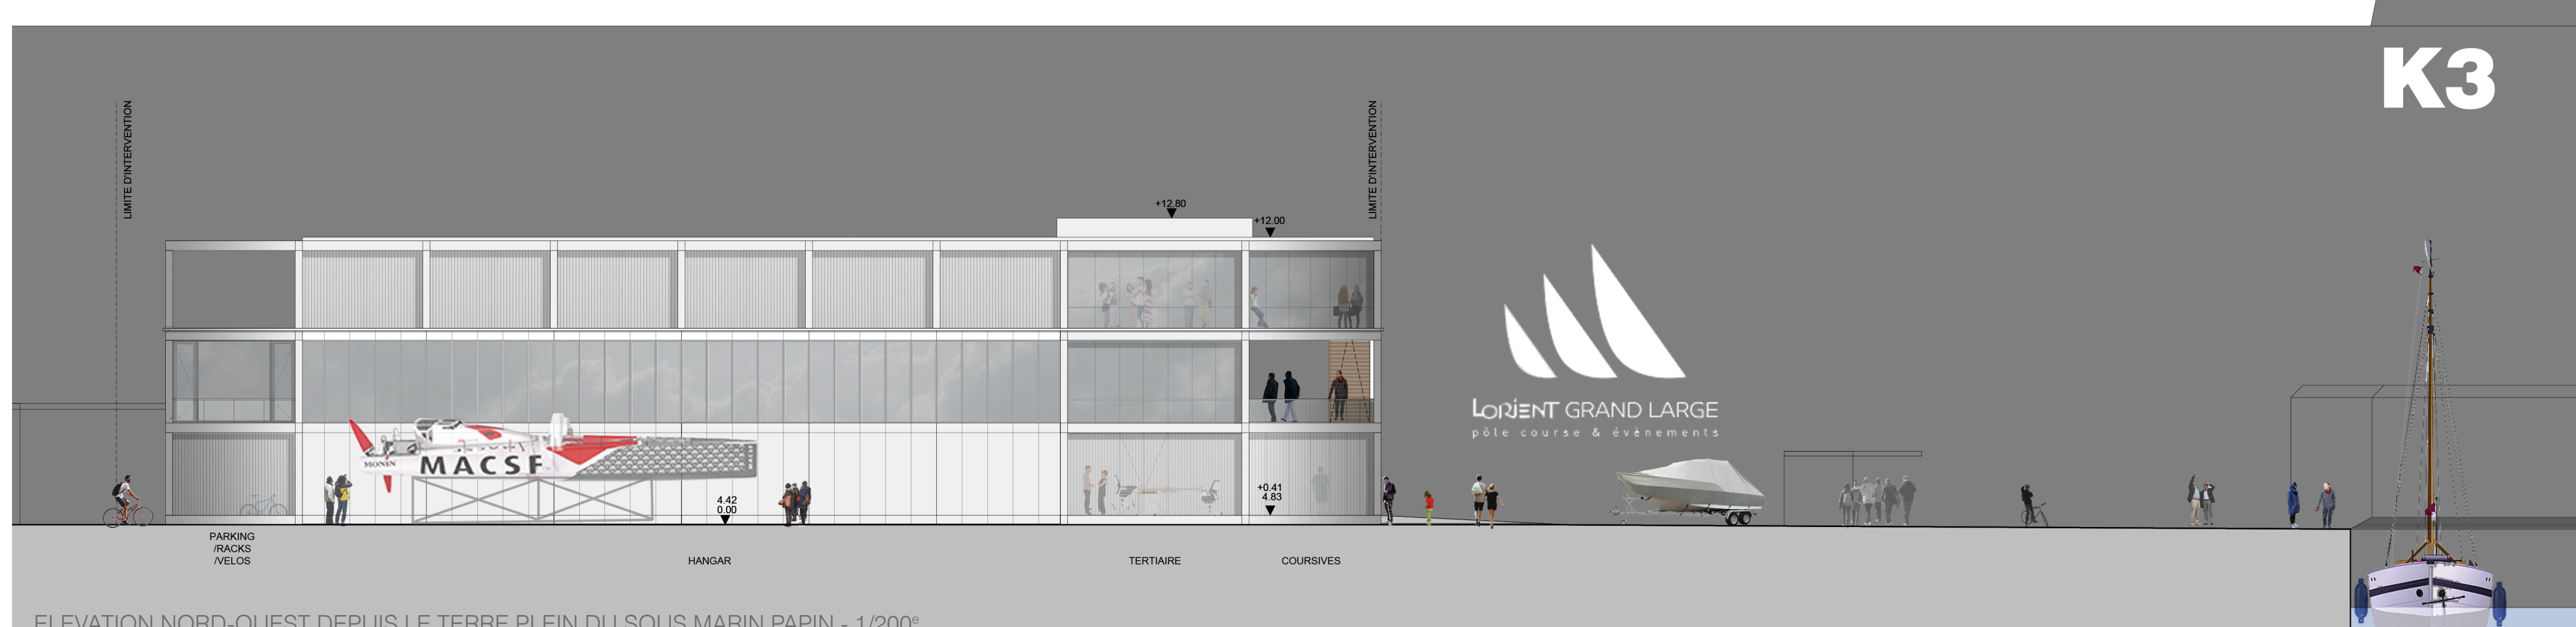 K3
LIMITE D'INTERVENTION
LIMITE D'INTERVENTION
+12.80
+12.00
LORIENT GRAND LARGE
pôle course & évènements
MONIN
MACSF
4.42
0.00
+0.41
4.83
PARKING
/RACKS
/VELOS
HANGAR
TERTIAIRE
COURSIVES
ELEVATION NORD-OUEST DEPUIS LE TERRE PLEIN DU SOUS MARIN PAPIN - 1/200e